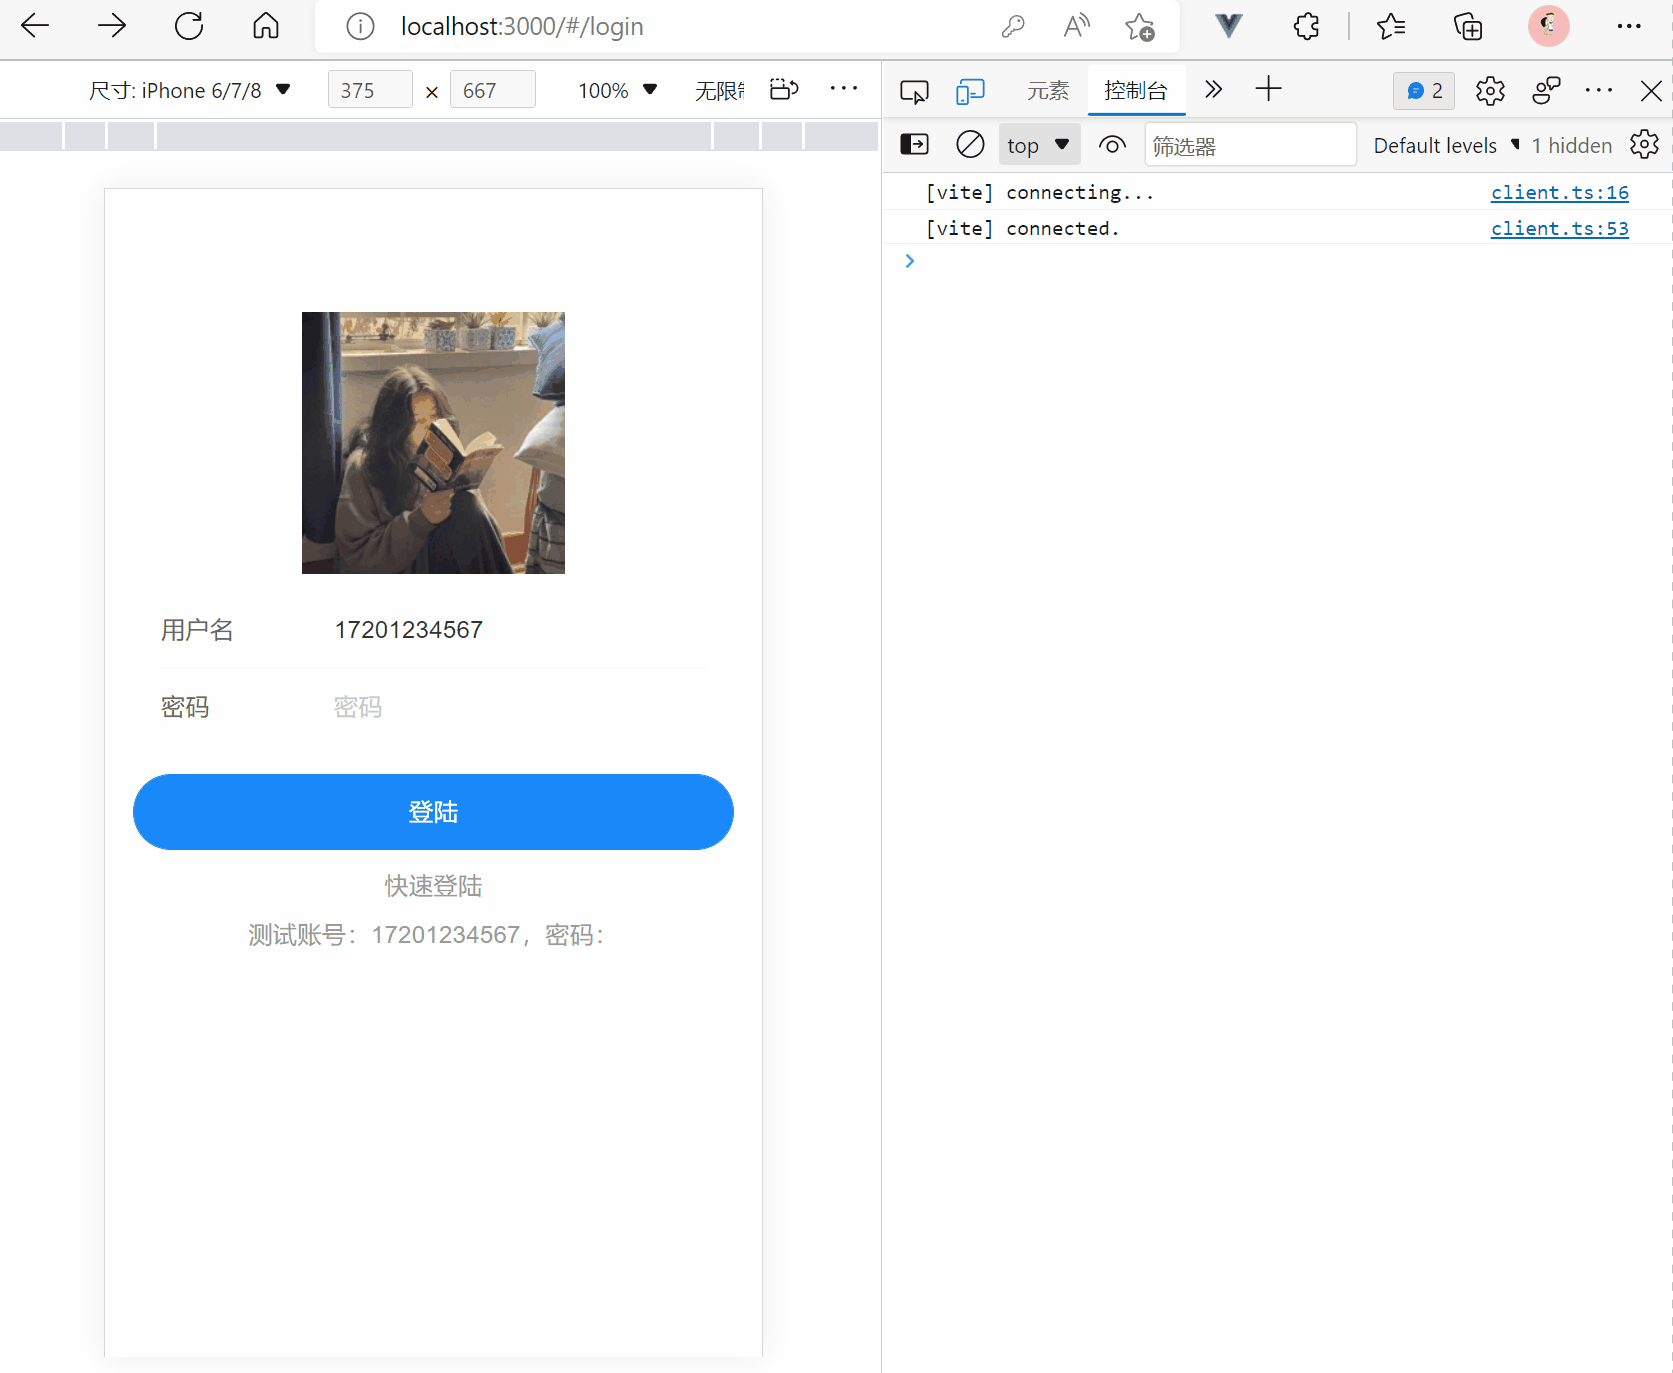 localhost:3000/#/login
尺寸: iPhone 6/7/8 375 × 667 100% 无限
元素 控制台 2
top 筛选器 Default levels 1 hidden
[vite] connecting... client.ts:16
[vite] connected. client.ts:53
用户名 17201234567
密码 密码
登陆
快速登陆
测试账号：17201234567，密码：